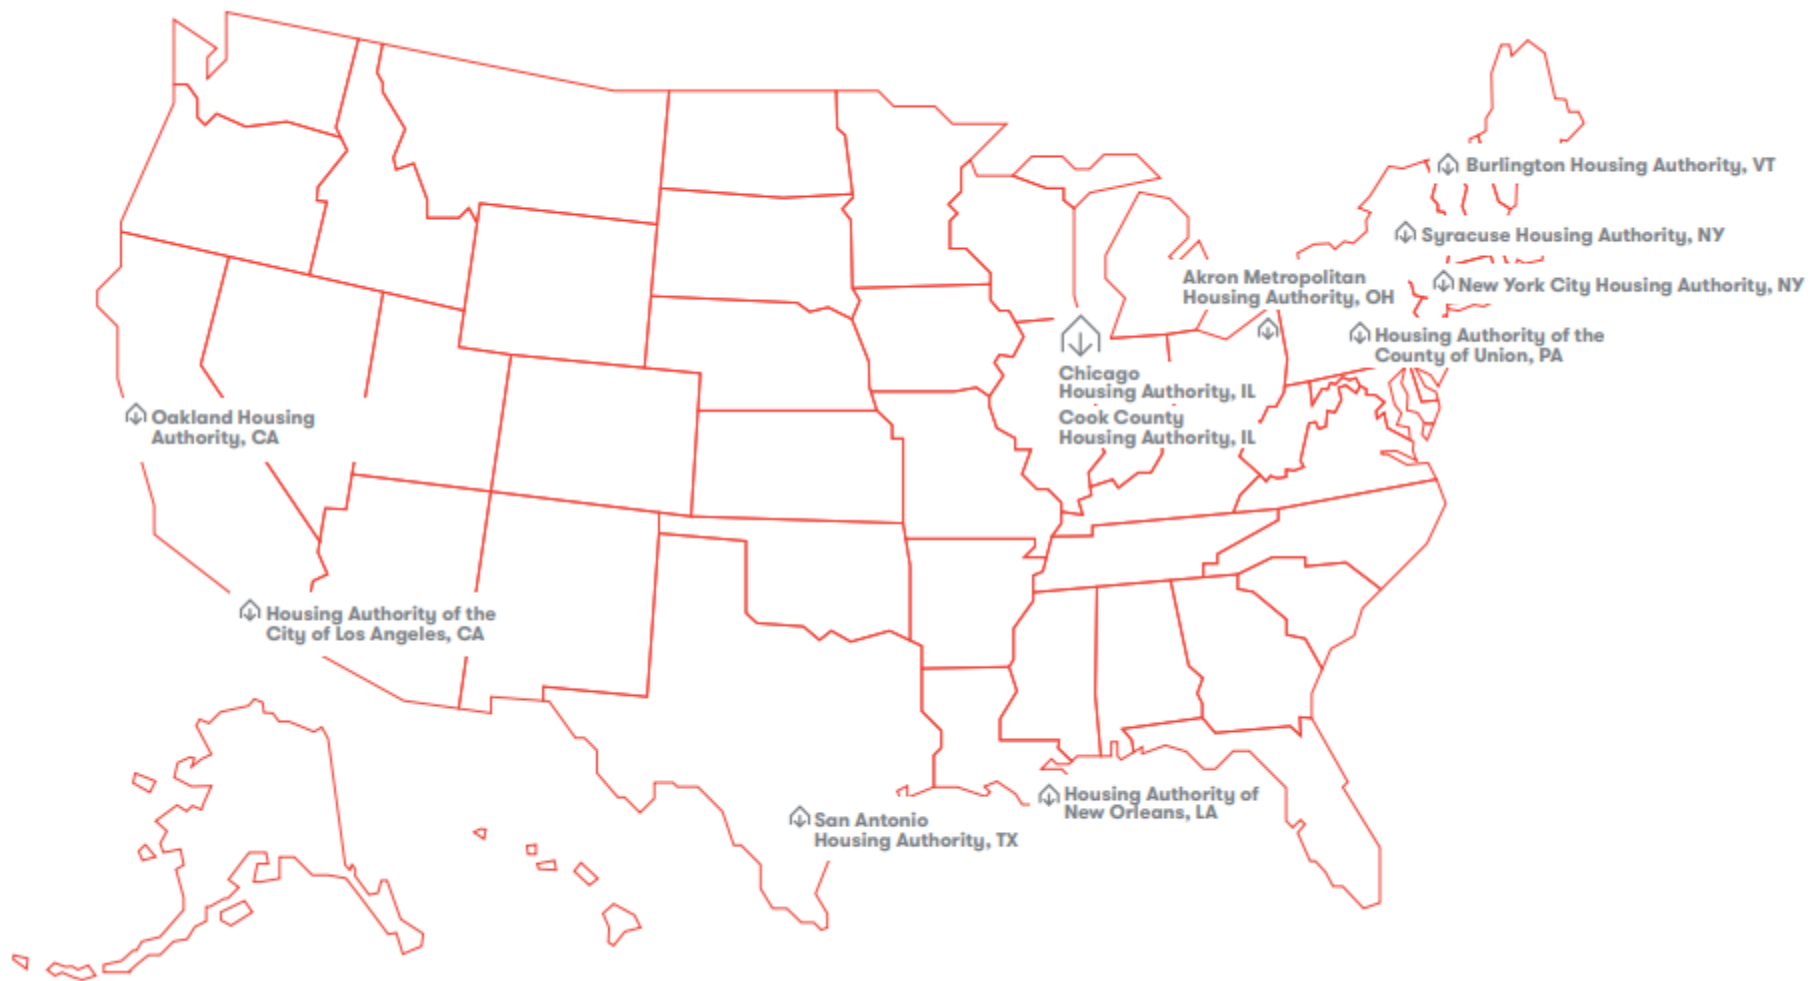 Burlington Housing Authority, VT
Syracuse Housing Authority, NY
Akron Metropolitan
Housing Authority, OH
New York City Housing Authority, NY
Housing Authority of the
County of Union, PA
Chicago
Housing Authority, IL
Cook County
Housing Authority, IL
Oakland Housing
Authority, CA
Housing Authority of the
City of Los Angeles, CA
San Antonio
Housing Authority, TX
Housing Authority of
New Orleans, LA